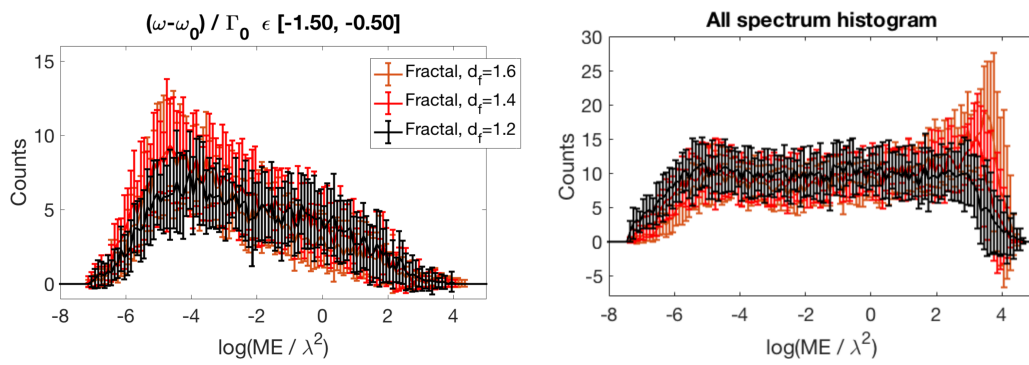 (ω-ω0) / Γ0 ϵ [-1.50, -0.50]
15
10
5
0
Counts
-8 -6 -4 -2 0 2 4
log(ME / λ²)
Fractal, df=1.6
Fractal, df=1.4
Fractal, df=1.2
All spectrum histogram
30
25
20
15
10
5
0
-5
Counts
-8 -6 -4 -2 0 2 4
log(ME / λ²)